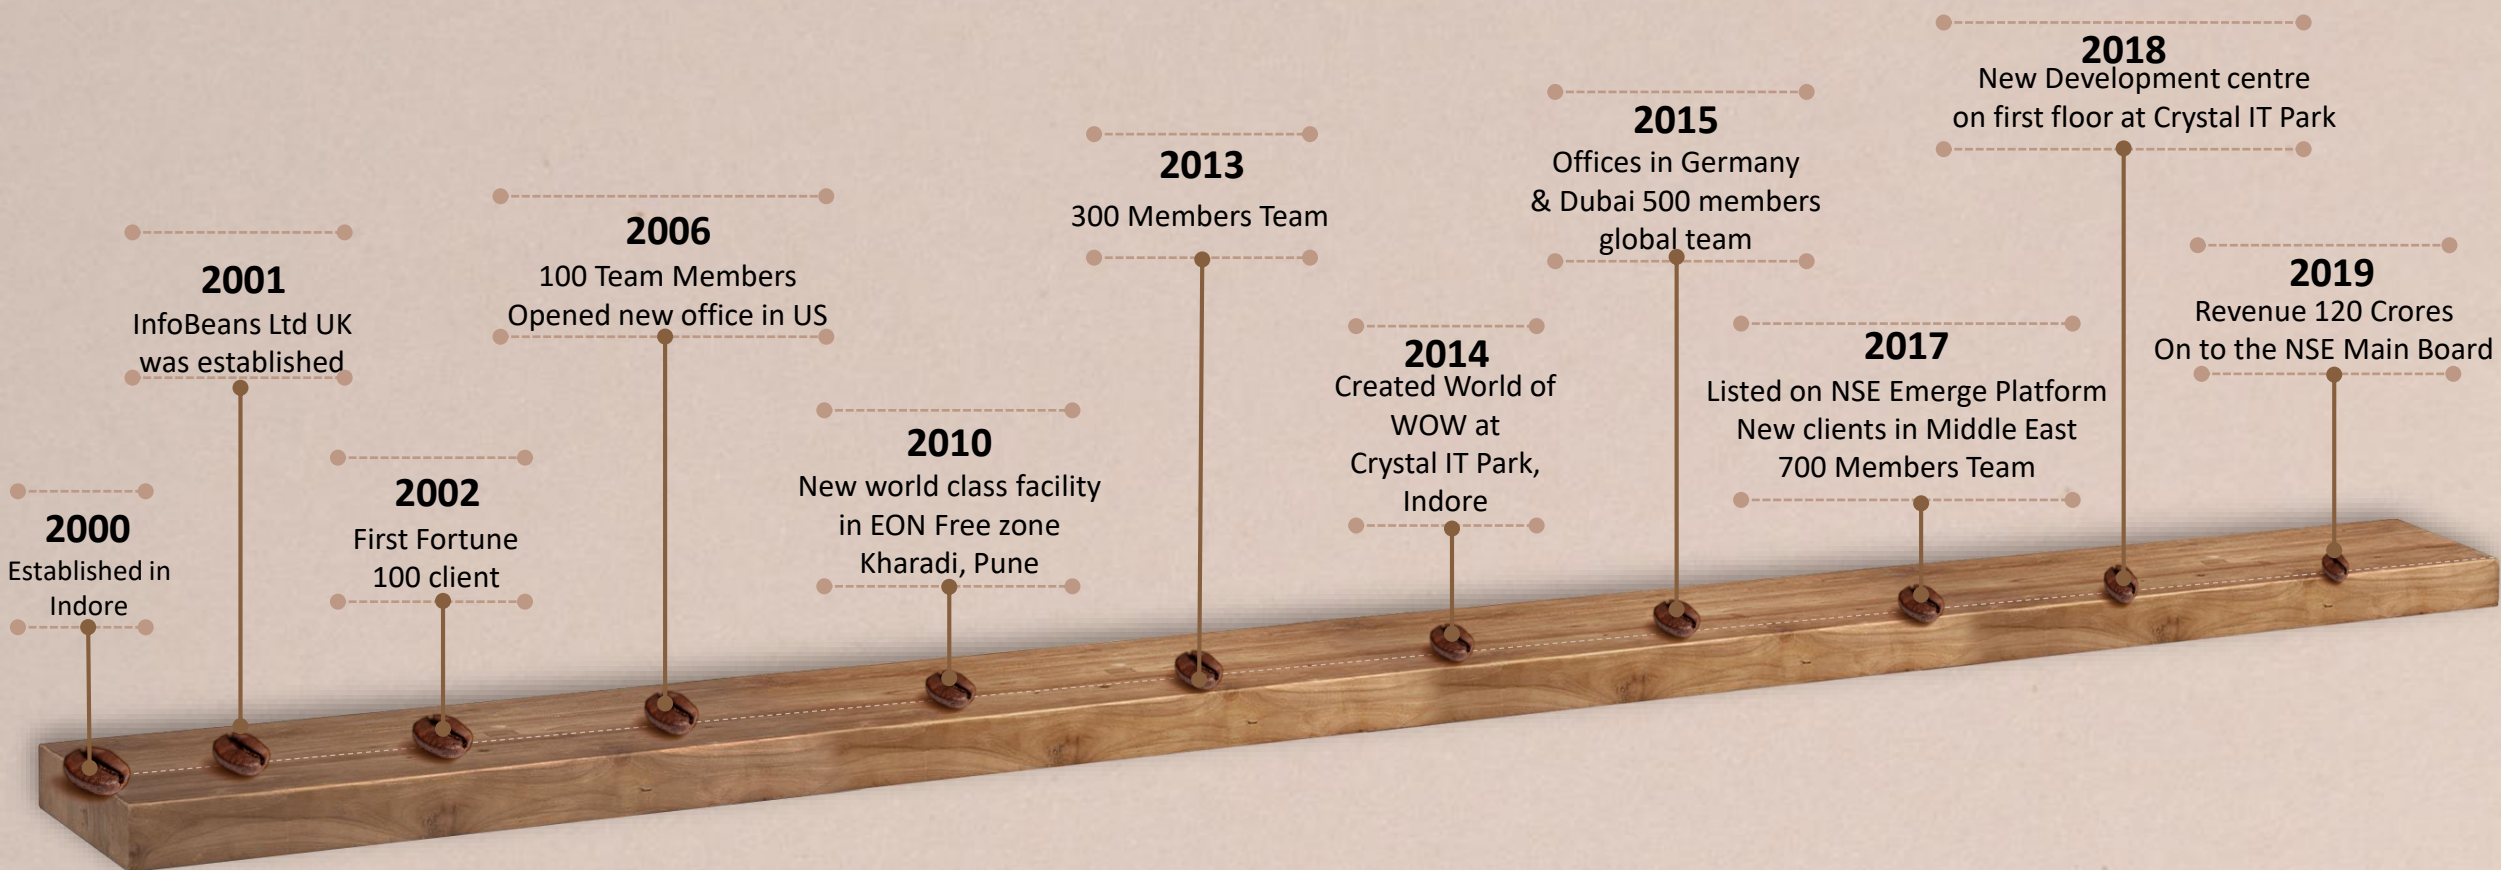 2000
Established in
Indore
2001
InfoBeans Ltd UK
was established
2002
First Fortune
100 client
2006
100 Team Members
Opened new office in US
2010
New world class facility
in EON Free zone
Kharadi, Pune
2013
300 Members Team
2014
Created World of
WOW at
Crystal IT Park,
Indore
2015
Offices in Germany
& Dubai 500 members
global team
2017
Listed on NSE Emerge Platform
New clients in Middle East
700 Members Team
2018
New Development centre
on first floor at Crystal IT Park
2019
Revenue 120 Crores
On to the NSE Main Board